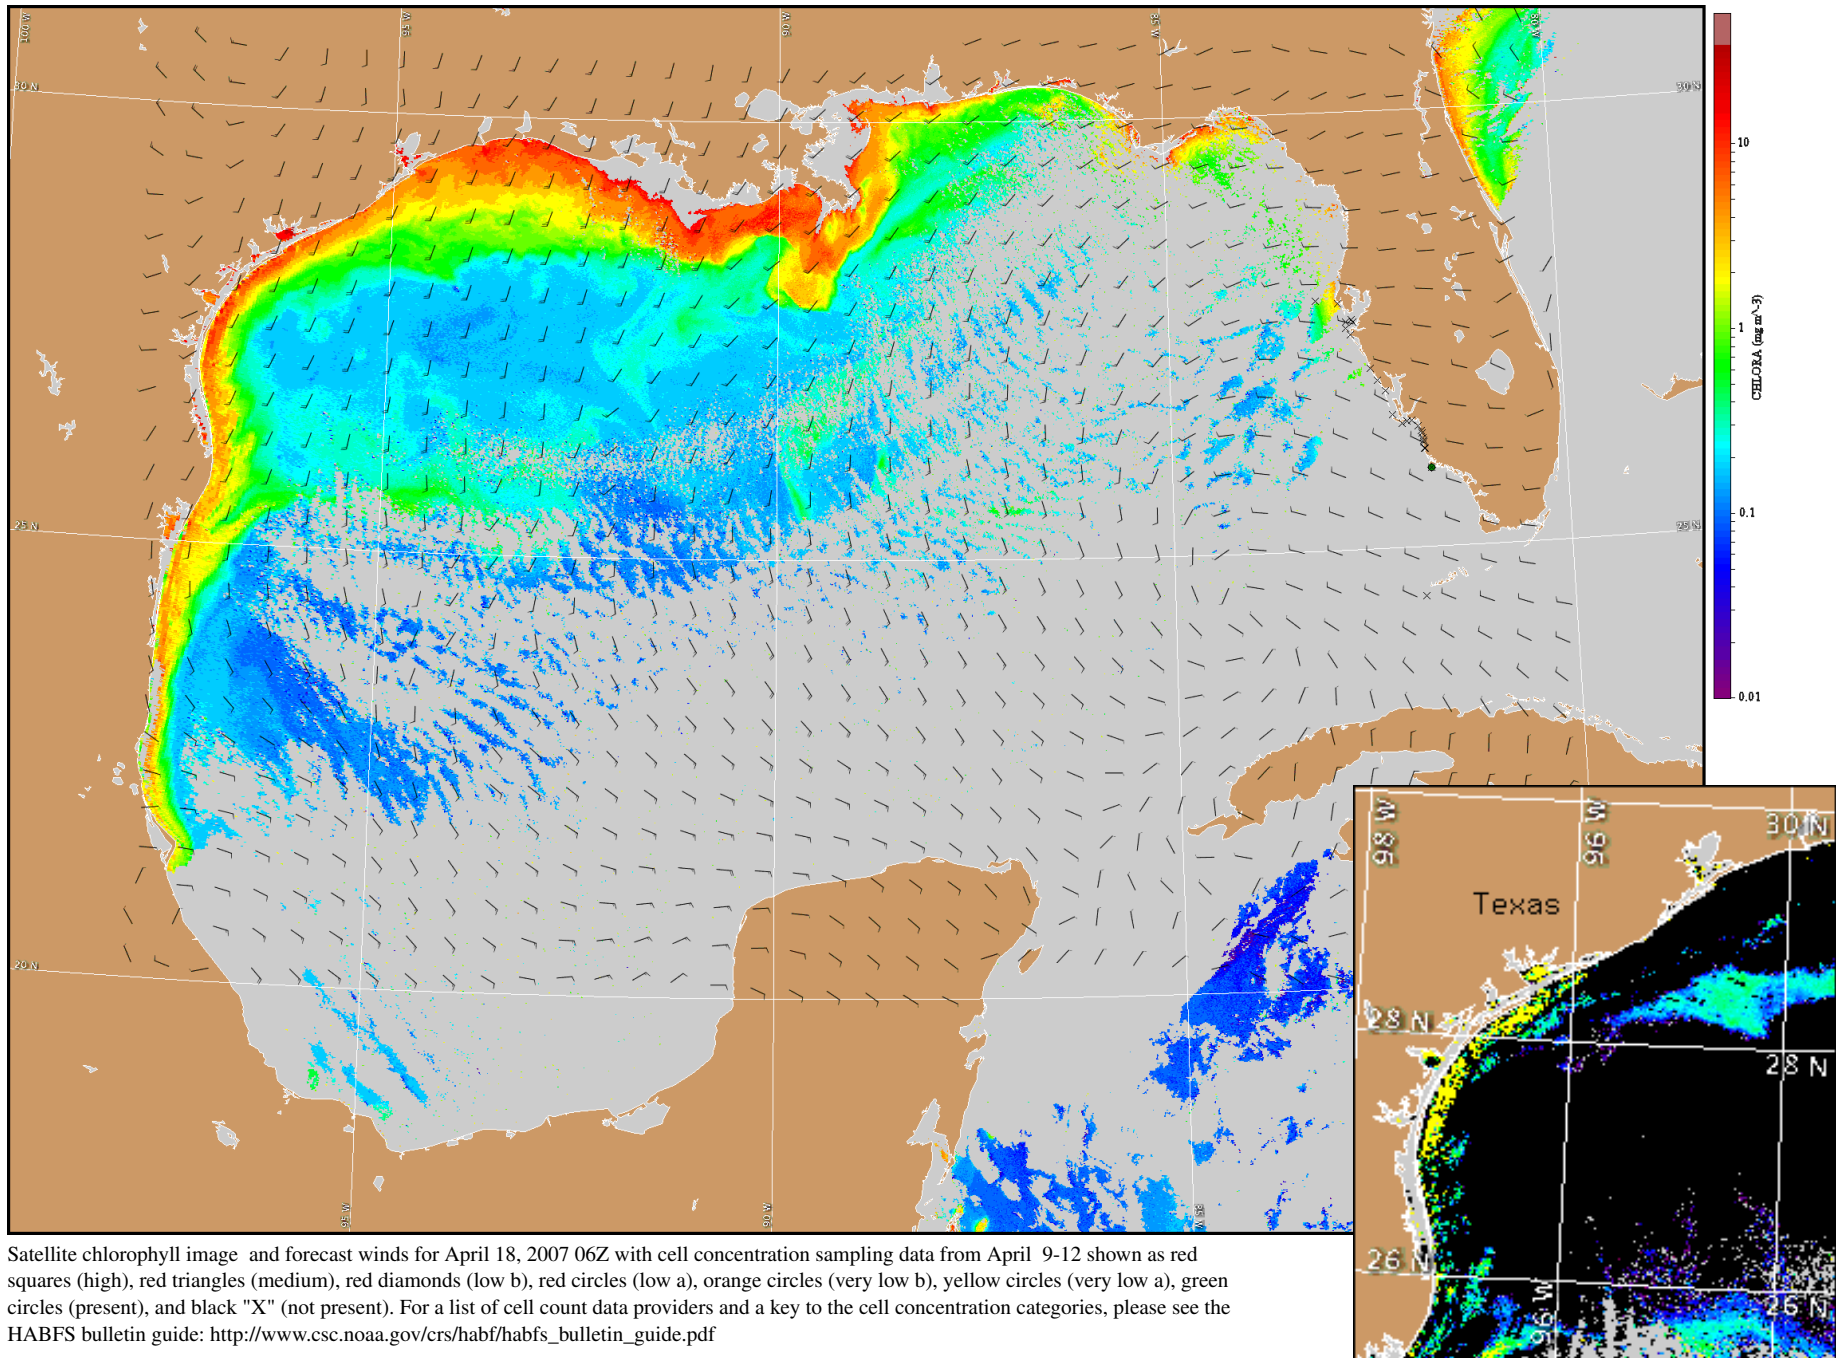 100 W
95 W
90 W
85 W
80 W
30 N
30 N
10
1
CHLORA (mg m^-3)
25 N
25 N
0.1
0.01
20 N
95 W
90 W
85 W
98 W
96 W
30 N
Texas
28 N
28 N
26 N
26 N
96 W
Satellite chlorophyll image and forecast winds for April 18, 2007 06Z with cell concentration sampling data from April 9-12 shown as red
squares (high), red triangles (medium), red diamonds (low b), red circles (low a), orange circles (very low b), yellow circles (very low a), green
circles (present), and black "X" (not present). For a list of cell count data providers and a key to the cell concentration categories, please see the
HABFS bulletin guide: http://www.csc.noaa.gov/crs/habf/habfs_bulletin_guide.pdf